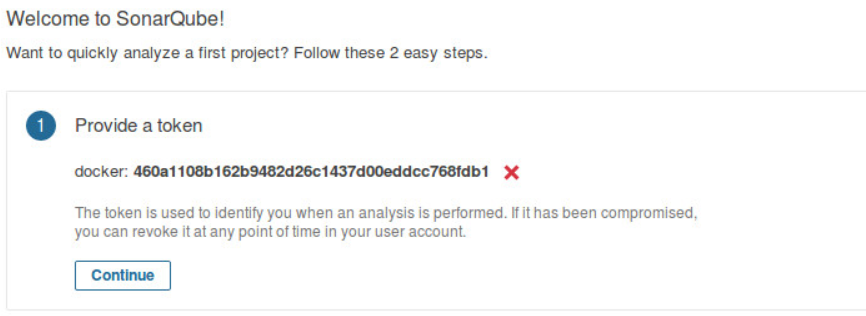 Welcome to SonarQube!
Want to quickly analyze a first project? Follow these 2 easy steps.
1 Provide a token
docker: 460a1108b162b9482d26c1437d00eddcc768fdb1
The token is used to identify you when an analysis is performed. If it has been compromised,
you can revoke it at any point of time in your user account.
Continue